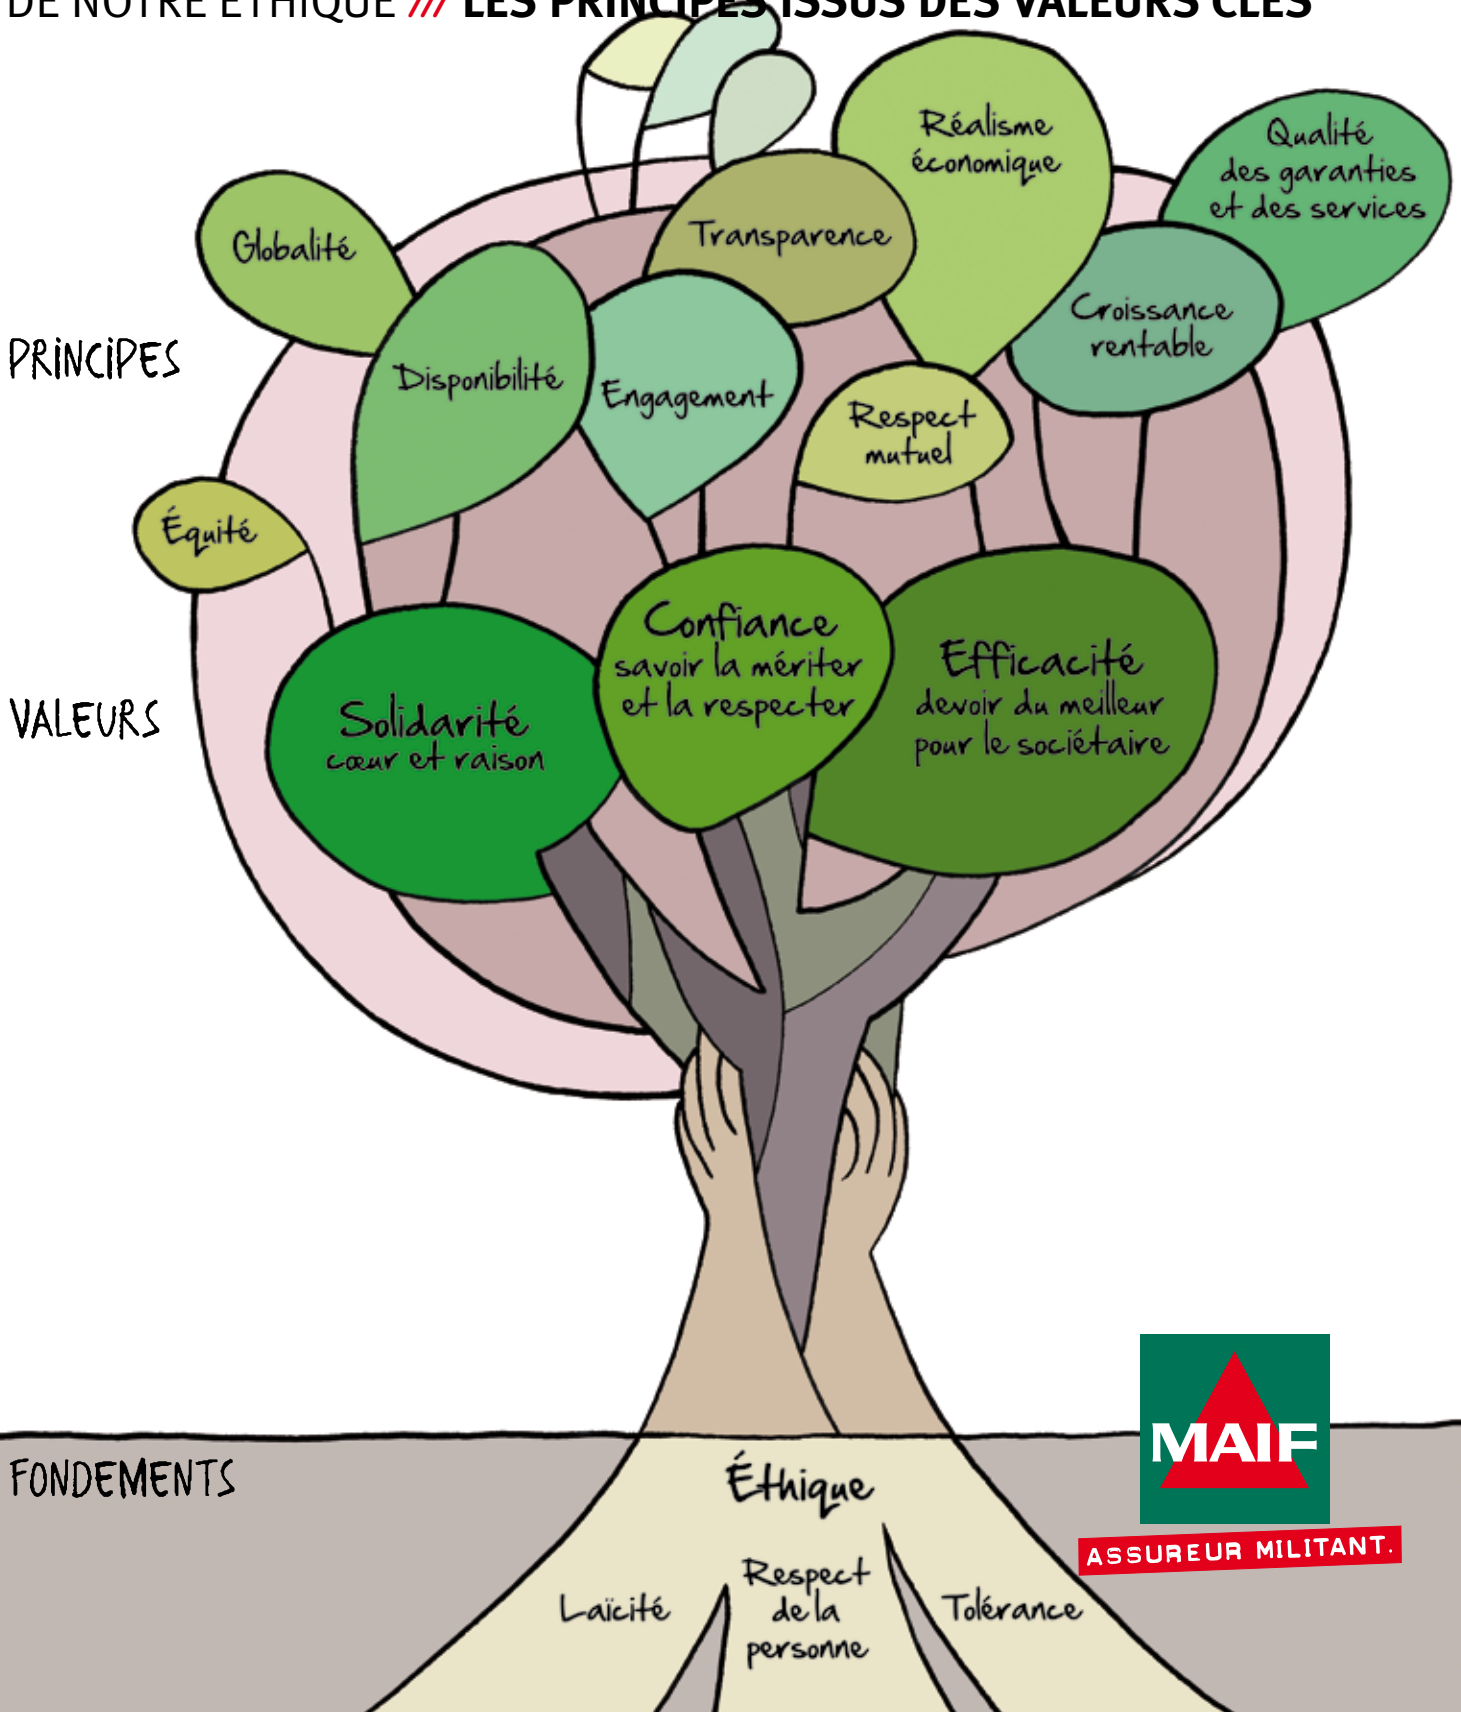 DE NOTRE ÉTHIQUE /// LES PRINCIPES ISSUS DES VALEURS CLÉS
Réalisme
économique
Qualité
des garanties
et des services
Globalité
Transparence
Croissance
rentable
PRINCIPES
Disponibilité
Engagement
Respect
mutuel
Équité
VALEURS
Solidarité
cœur et raison
Confiance
savoir la mériter
et la respecter
Efficacité
devoir du meilleur
pour le sociétaire
FONDEMENTS
Éthique
Laïcité
Respect
de la
personne
Tolérance
MAIF
ASSUREUR MILITANT.